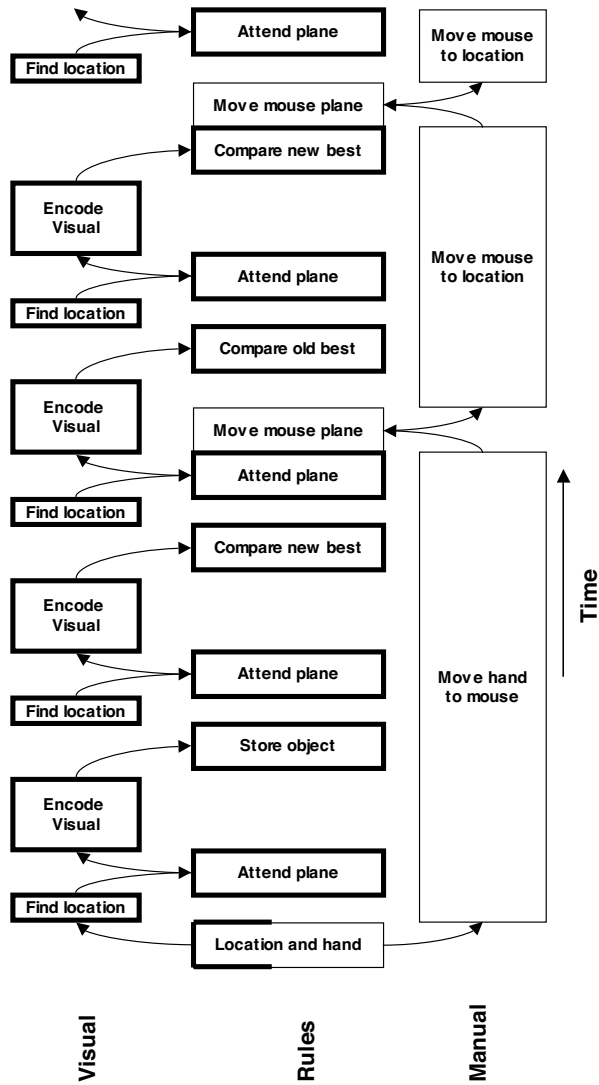 Attend plane
Move mouse
to location
Find location
Move mouse plane
Compare new best
Encode
Visual
Move mouse
to location
Attend plane
Find location
Compare old best
Encode
Visual
Move mouse plane
Attend plane
Find location
Compare new best
Encode
Visual
Time
Attend plane
Move hand
to mouse
Find location
Store object
Encode
Visual
Attend plane
Find location
Location and hand
Visual
Rules
Manual